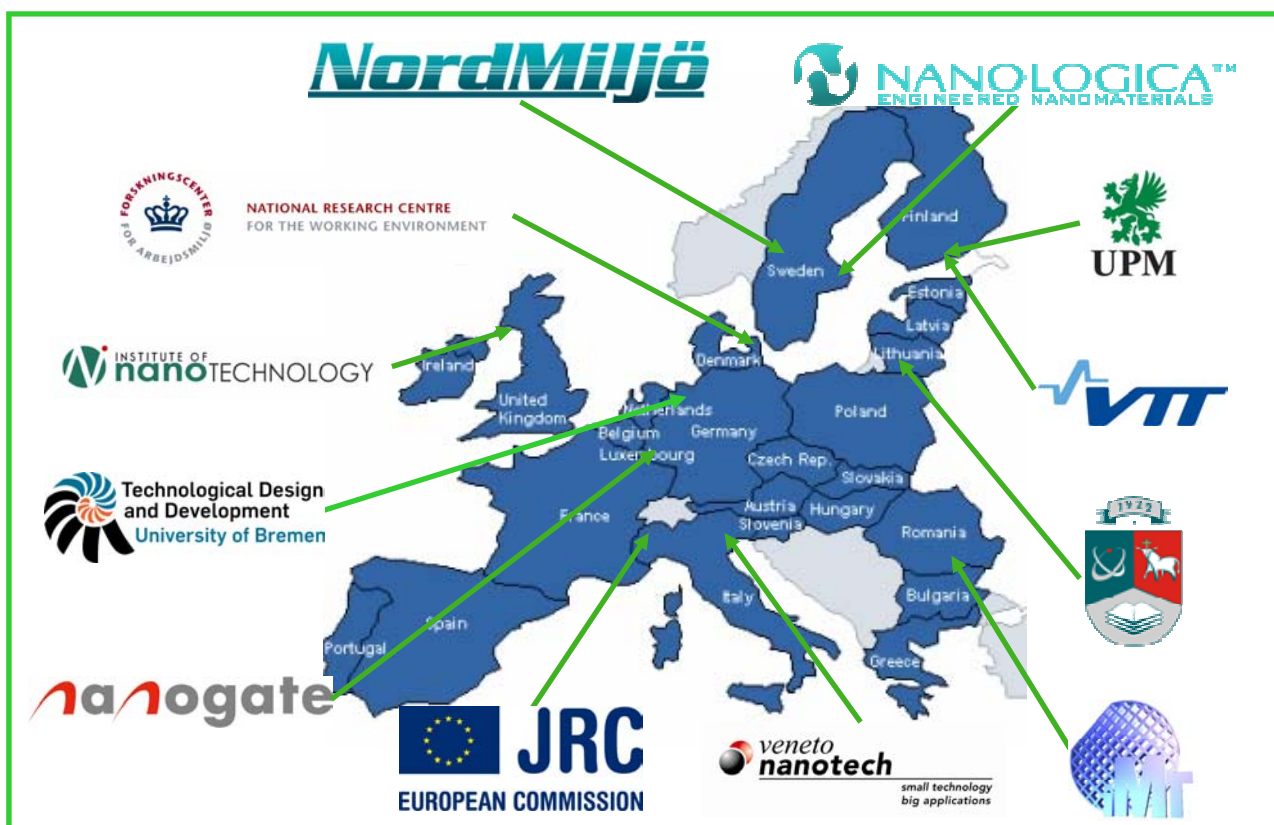 NordMiljö
NANOLOGICA™
ENGINEERED NANOMATERIALS
FORSKNINGSCENTER
FOR ARBEJDSMILJØ
NATIONAL RESEARCH CENTRE
FOR THE WORKING ENVIRONMENT
UPM
INSTITUTE OF
nanoTECHNOLOGY
VTT
Technological Design
and Development
University of Bremen
1922
nanogate
JRC
EUROPEAN COMMISSION
veneto
nanotech
small technology
big applications
iMT
Finland
Sweden
Estonia
Latvia
Lithuania
Denmark
Ireland
United
Kingdom
Netherlands
Belgium
Germany
Luxembourg
Poland
Czech Rep.
Slovakia
Austria
Slovenia
Hungary
France
Romania
Bulgaria
Italy
Spain
Portugal
Greece